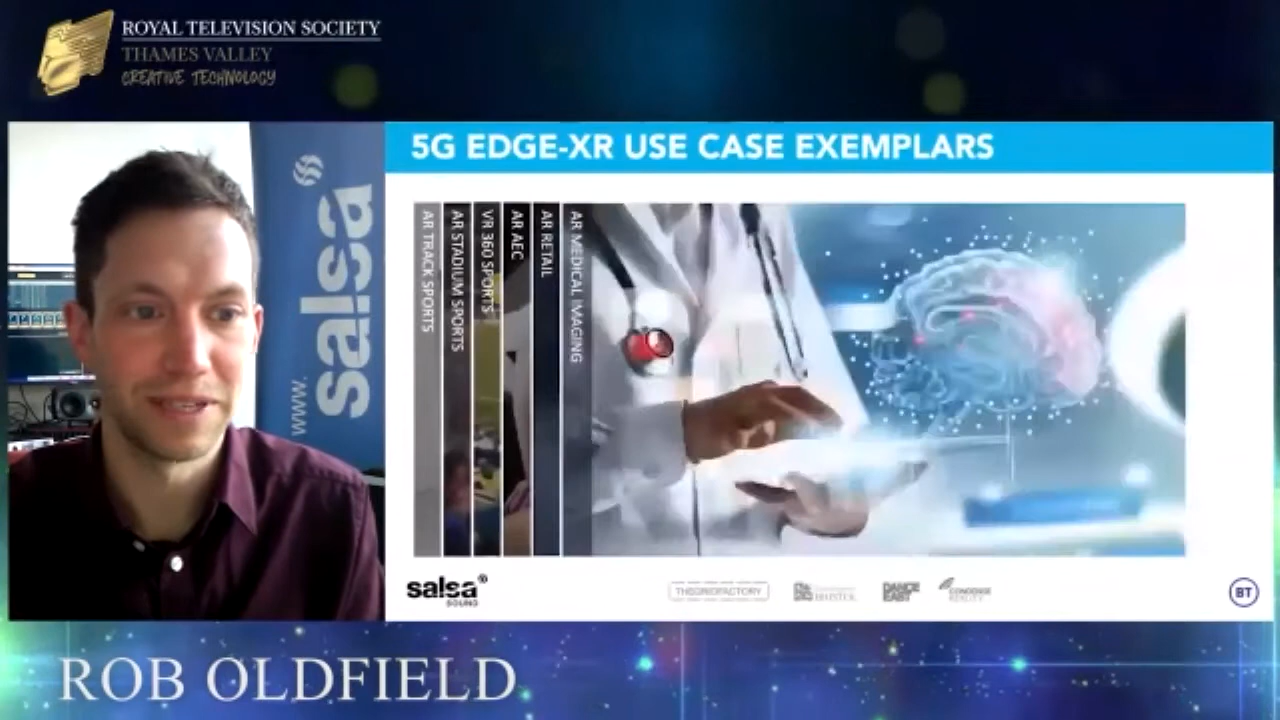 ROYAL TELEVISION SOCIETY
THAMES VALLEY
CREATIVE TECHNOLOGY
5G EDGE-XR USE CASE EXEMPLARS
www.
salsa
AR TRACK SPORTS
AR STADIUM SPORTS
VR 360 SPORTS
AR AEC
AR RETAIL
AR MEDICAL IMAGING
salsa
SOUND
THEGRIDFACTORY
BRISTOL
DANCE
EAST
CONDENSE
REALITY
BT
ROB OLDFIELD